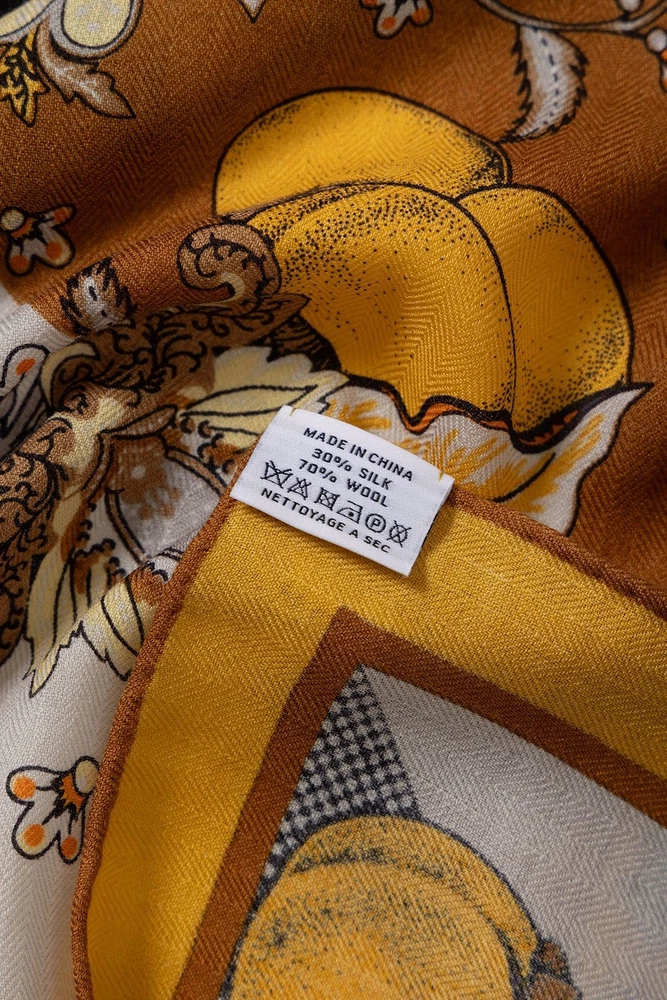 MADE IN CHINA
30% SILK
70% WOOL
P
NETTOYAGE A SEC